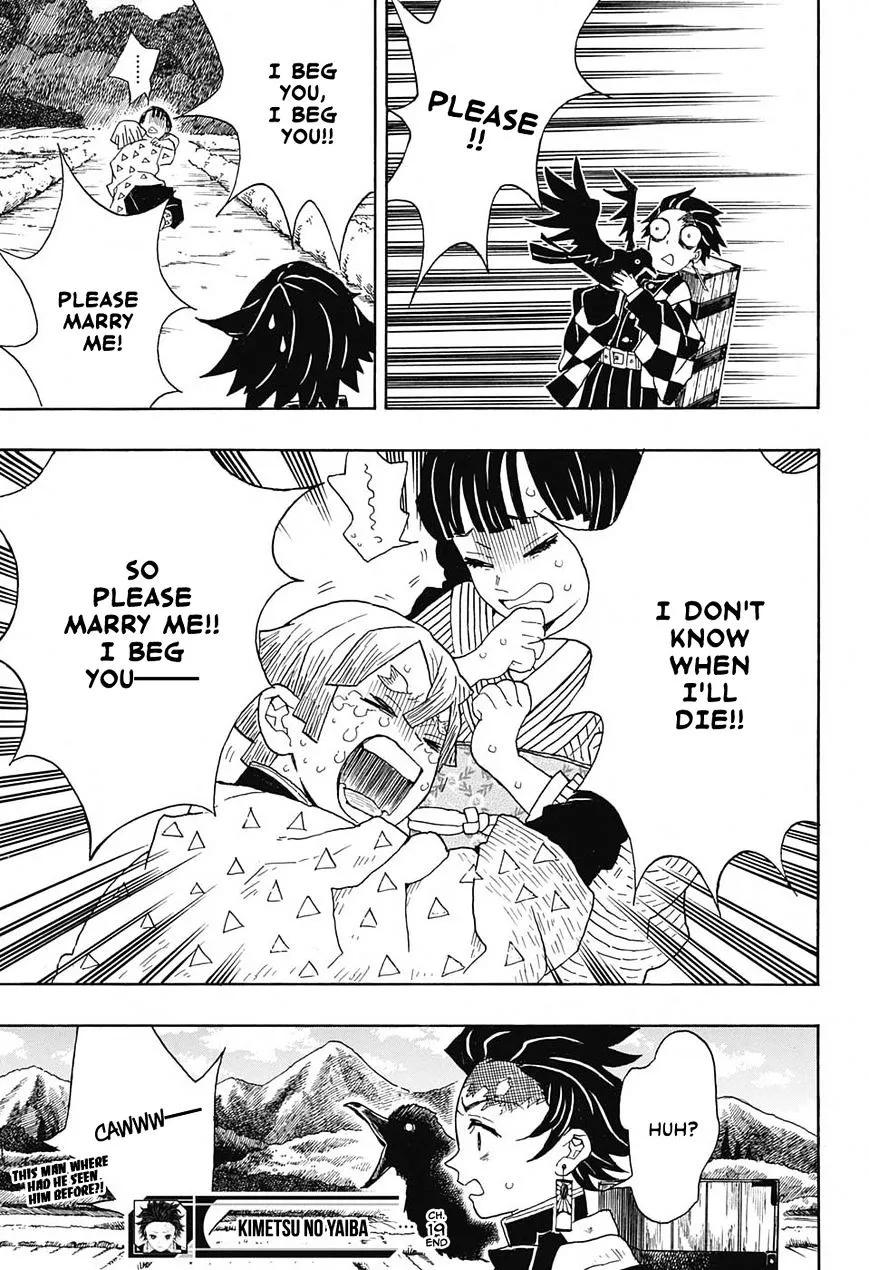 PLEASE
!!
I BEG
YOU,
I BEG
YOU!!
......
PLEASE
MARRY
ME!
I DON'T
KNOW
WHEN
I'LL
DIE!!
SO
PLEASE
MARRY ME!!
I BEG
YOU——
HUH?
CAWWW——
THIS MAN WHERE
HAD HE SEEN
HIM BEFORE?!
KIMETSU NO YAIBA
.....
CH.
19
END